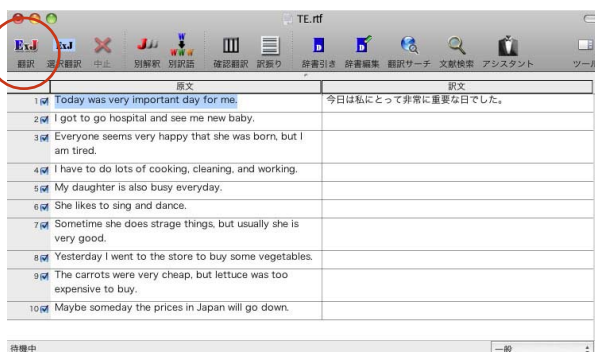 TE.rtf
ExJ ExJ
翻訳 選択翻訳 中止 別解釈 別訳語 確認翻訳 訳振り 辞書引き 辞書編集 翻訳サーチ 文献検索 アシスタント ツー
原文 訳文
1 Today was very important day for me. 今日は私にとって非常に重要な日でした。
2 I got to go hospital and see me new baby.
3 Everyone seems very happy that she was born, but I
am tired.
4 I have to do lots of cooking, cleaning, and working.
5 My daughter is also busy everyday.
6 She likes to sing and dance.
7 Sometime she does strage things, but usually she is
very good.
8 Yesterday I went to the store to buy some vegetables.
9 The carrots were very cheap, but lettuce was too
expensive to buy.
10 Maybe someday the prices in Japan will go down.
待機中 一般